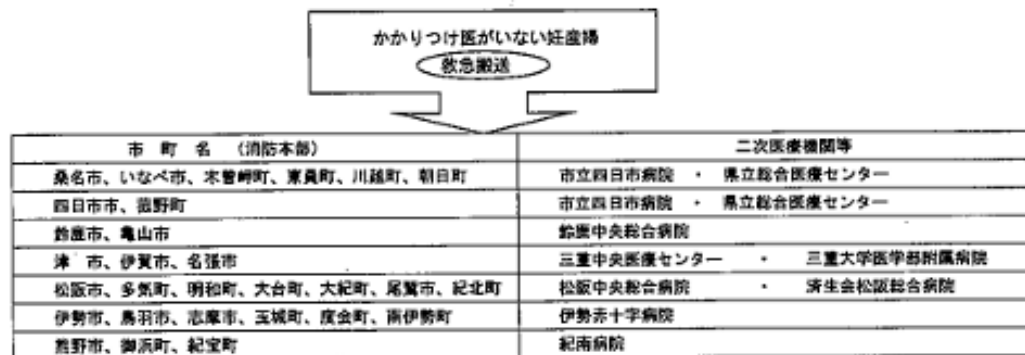 かかりつけ医がいない妊産婦
救急搬送
市 町 名 （消防本部） 二次医療機関等
桑名市、いなべ市、木曽岬町、東員町、川越町、朝日町 市立四日市病院 ・ 県立総合医療センター
四日市市、菰野町 市立四日市病院 ・ 県立総合医療センター
鈴鹿市、亀山市 鈴鹿中央総合病院
津 市、伊賀市、名張市 三重中央医療センター ・ 三重大学医学部附属病院
松阪市、多気町、明和町、大台町、大紀町、尾鷲市、紀北町 松阪中央総合病院 ・ 済生会松阪総合病院
伊勢市、鳥羽市、志摩市、玉城町、度会町、南伊勢町 伊勢赤十字病院
熊野市、御浜町、紀宝町 紀南病院